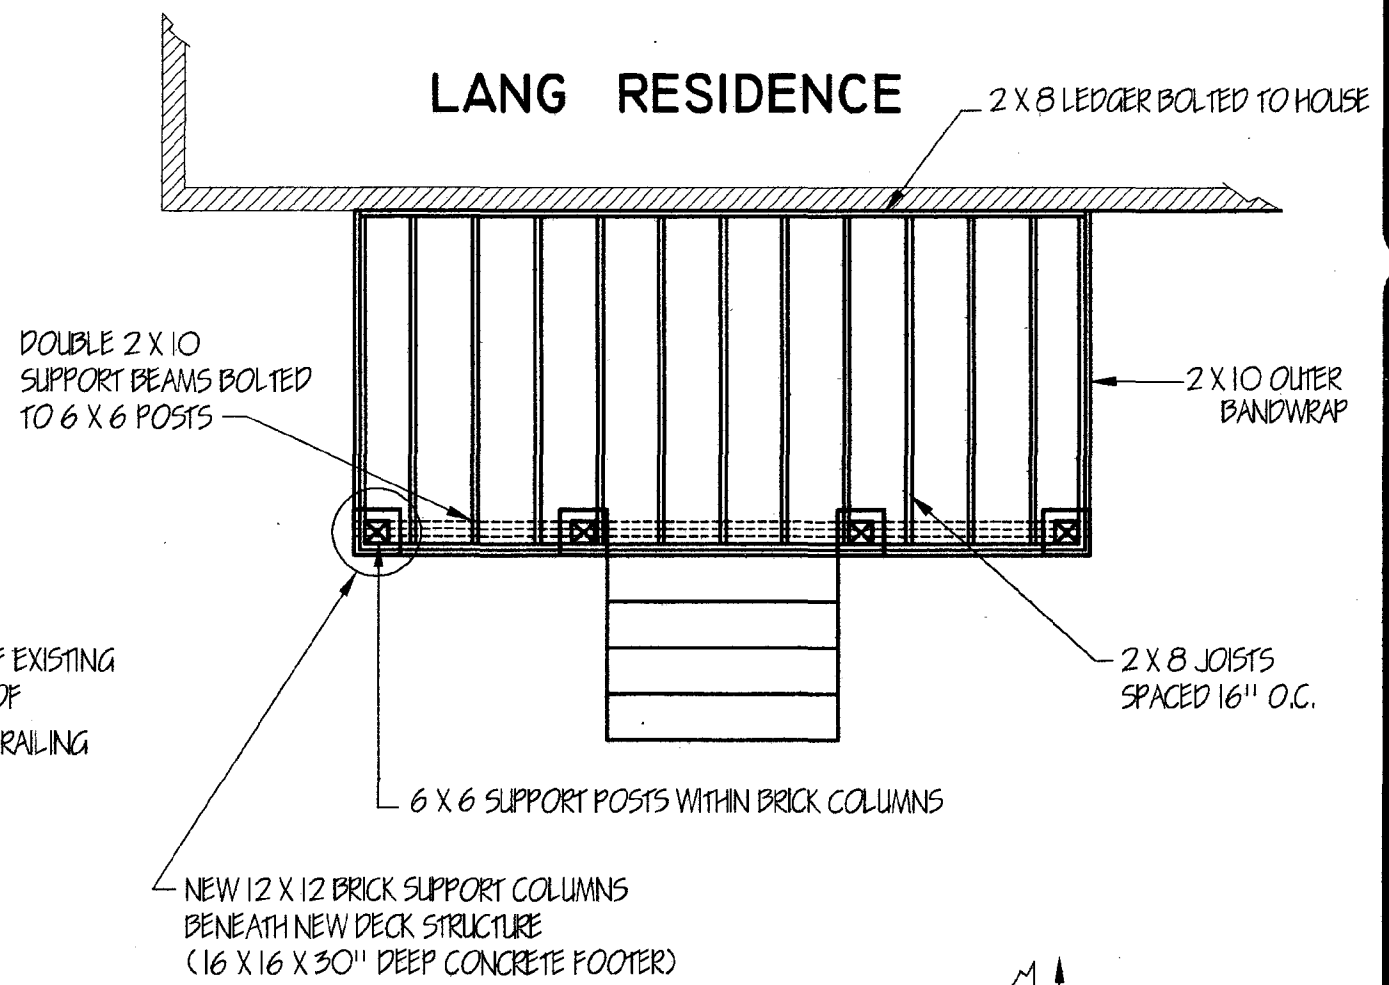 LANG RESIDENCE
2 X 8 LEDGER BOLTED TO HOUSE
DOUBLE 2 X 10
SUPPORT BEAMS BOLTED
TO 6 X 6 POSTS
2 X 10 OUTER
BANDWRAP
EXISTING
OF
RAILING
2 X 8 JOISTS
SPACED 16" O.C.
6 X 6 SUPPORT POSTS WITHIN BRICK COLUMNS
NEW 12 X 12 BRICK SUPPORT COLUMNS
BENEATH NEW DECK STRUCTURE
(16 X 16 X 30" DEEP CONCRETE FOOTER)